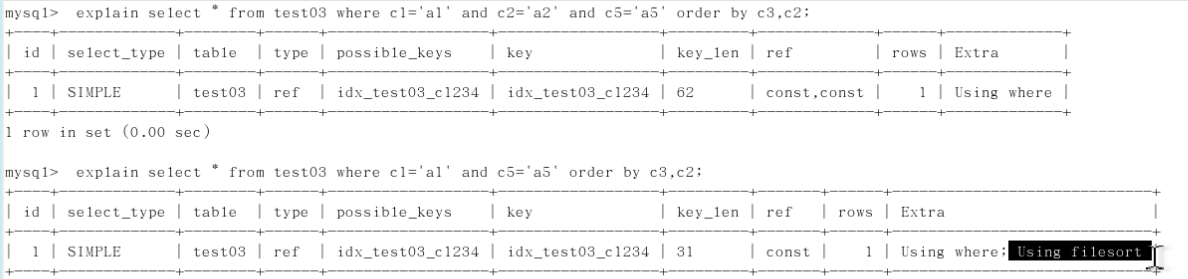 mysql> explain select * from test03 where c1='a1' and c2='a2' and c5='a5' order by c3,c2;
+----+-------------+--------+------+-----------------+-----------------+---------+-------------+------+-------------+
| id | select_type | table | type | possible_keys | key | key_len | ref | rows | Extra |
+----+-------------+--------+------+-----------------+-----------------+---------+-------------+------+-------------+
| 1 | SIMPLE | test03 | ref | idx_test03_c1234 | idx_test03_c1234 | 62 | const,const | 1 | Using where |
+----+-------------+--------+------+-----------------+-----------------+---------+-------------+------+-------------+
1 row in set (0.00 sec)
mysql> explain select * from test03 where c1='a1' and c5='a5' order by c3,c2;
+----+-------------+--------+------+-----------------+-----------------+---------+-------+------+-----------------------------+
| id | select_type | table | type | possible_keys | key | key_len | ref | rows | Extra |
+----+-------------+--------+------+-----------------+-----------------+---------+-------+------+-----------------------------+
| 1 | SIMPLE | test03 | ref | idx_test03_c1234 | idx_test03_c1234 | 31 | const | 1 | Using where; Using filesort |
+----+-------------+--------+------+-----------------+-----------------+---------+-------+------+-----------------------------+